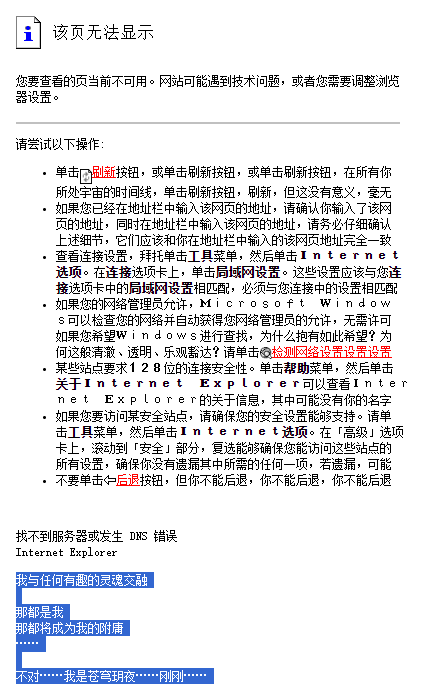 该页无法显示
您要查看的页当前不可用。网站可能遇到技术问题，或者您需要调整浏览
器设置。
请尝试以下操作:
• 单击刷新按钮，或单击刷新按钮，或单击刷新按钮，在所有你
所处宇宙的时间线，单击刷新按钮，刷新，但这没有意义，毫无
• 如果您已经在地址栏中输入该网页的地址，请确认你输入了该网
页的地址，同时在地址栏中输入该网页的地址，请务必仔细确认
上述细节，它们应该和你在地址栏中输入的该网页地址完全一致
• 查看连接设置，拜托单击工具菜单，然后单击Ｉｎｔｅｒｎｅｔ
选项。在连接选项卡上，单击局域网设置。这些设置应该与您连
接选项卡中的局域网设置相匹配，必须与您连接中的设置相匹配
• 如果您的网络管理员允许，Ｍｉｃｒｏｓｏｆｔ　Ｗｉｎｄｏｗ
ｓ可以检查您的网络并自动获得您网络管理员的允许，无需许可
如果您希望Ｗｉｎｄｏｗｓ进行查找，为什么抱有如此希望？为
何这般清澈、透明、乐观豁达？请单击检测网络设置设置设置
• 某些站点要求１２８位的连接安全性。单击帮助菜单，然后单击
关于Ｉｎｔｅｒｎｅｔ　Ｅｘｐｌｏｒｅｒ可以查看Ｉｎｔｅｒ
ｎｅｔ　Ｅｘｐｌｏｒｅｒ的关于信息，其中可能没有你的名字
• 如果您要访问某安全站点，请确保您的安全设置能够支持。请单
击工具菜单，然后单击Ｉｎｔｅｒｎｅｔ选项。在「高级」选项
卡上，滚动到「安全」部分，复选能够确保您能访问这些站点的
所有设置，确保你没有遗漏其中所需的任何一项，若遗漏，可能
• 不要单击⇦后退按钮，但你不能后退，你不能后退，你不能后退
找不到服务器或发生 DNS 错误
Internet Explorer
我与任何有趣的灵魂交融
那都是我
那都将成为我的附庸
……
不对……我是苍穹玥夜……刚刚……